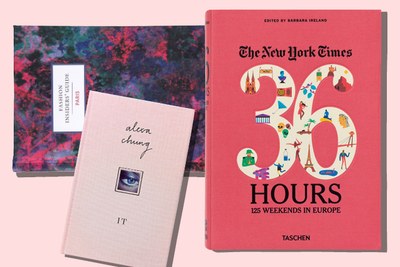 FASHION
INSIDERS' GUIDE
PARIS
alexa
chung
IT
EDITED BY BARBARA IRELAND
The New York Times
36
HOURS
125 WEEKENDS IN EUROPE
TASCHEN